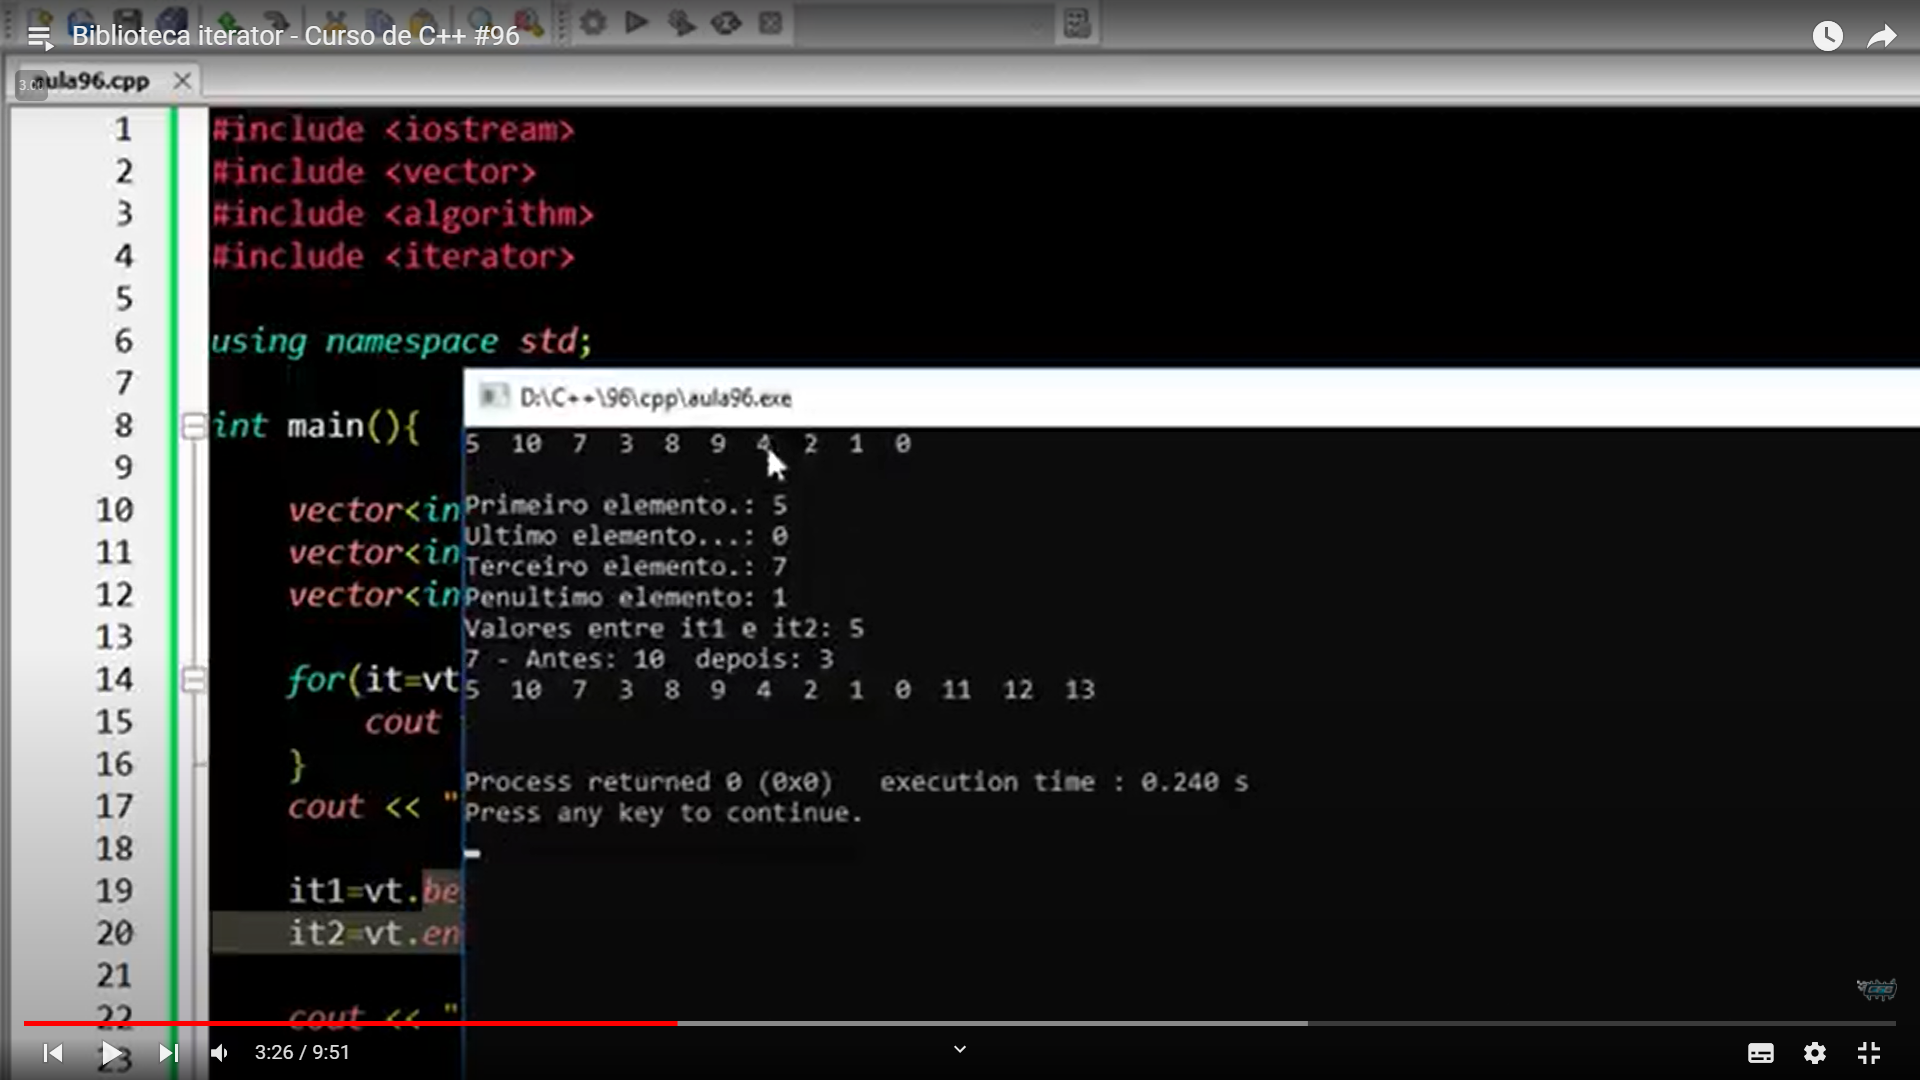 Biblioteca iterator - Curso de C++ #96
aula96.cpp
1 #include <iostream>
2 #include <vector>
3 #include <algorithm>
4 #include <iterator>
5
6 using namespace std;
7
8 int main(){
9
10 vector<in
11 vector<in
12 vector<in
13
14 for(it=vt
15 cout
16 }
17 cout << "
18
19 it1=vt.be
20 it2=vt.en
21
22 cout << "
23
D:\C++\96\cpp\aula96.exe
5 10 7 3 8 9 4 2 1 0
Primeiro elemento.: 5
Ultimo elemento...: 0
Terceiro elemento.: 7
Penultimo elemento: 1
Valores entre it1 e it2: 5
7 - Antes: 10 depois: 3
5 10 7 3 8 9 4 2 1 0 11 12 13
Process returned 0 (0x0) execution time : 0.240 s
Press any key to continue.
3:26 / 9:51